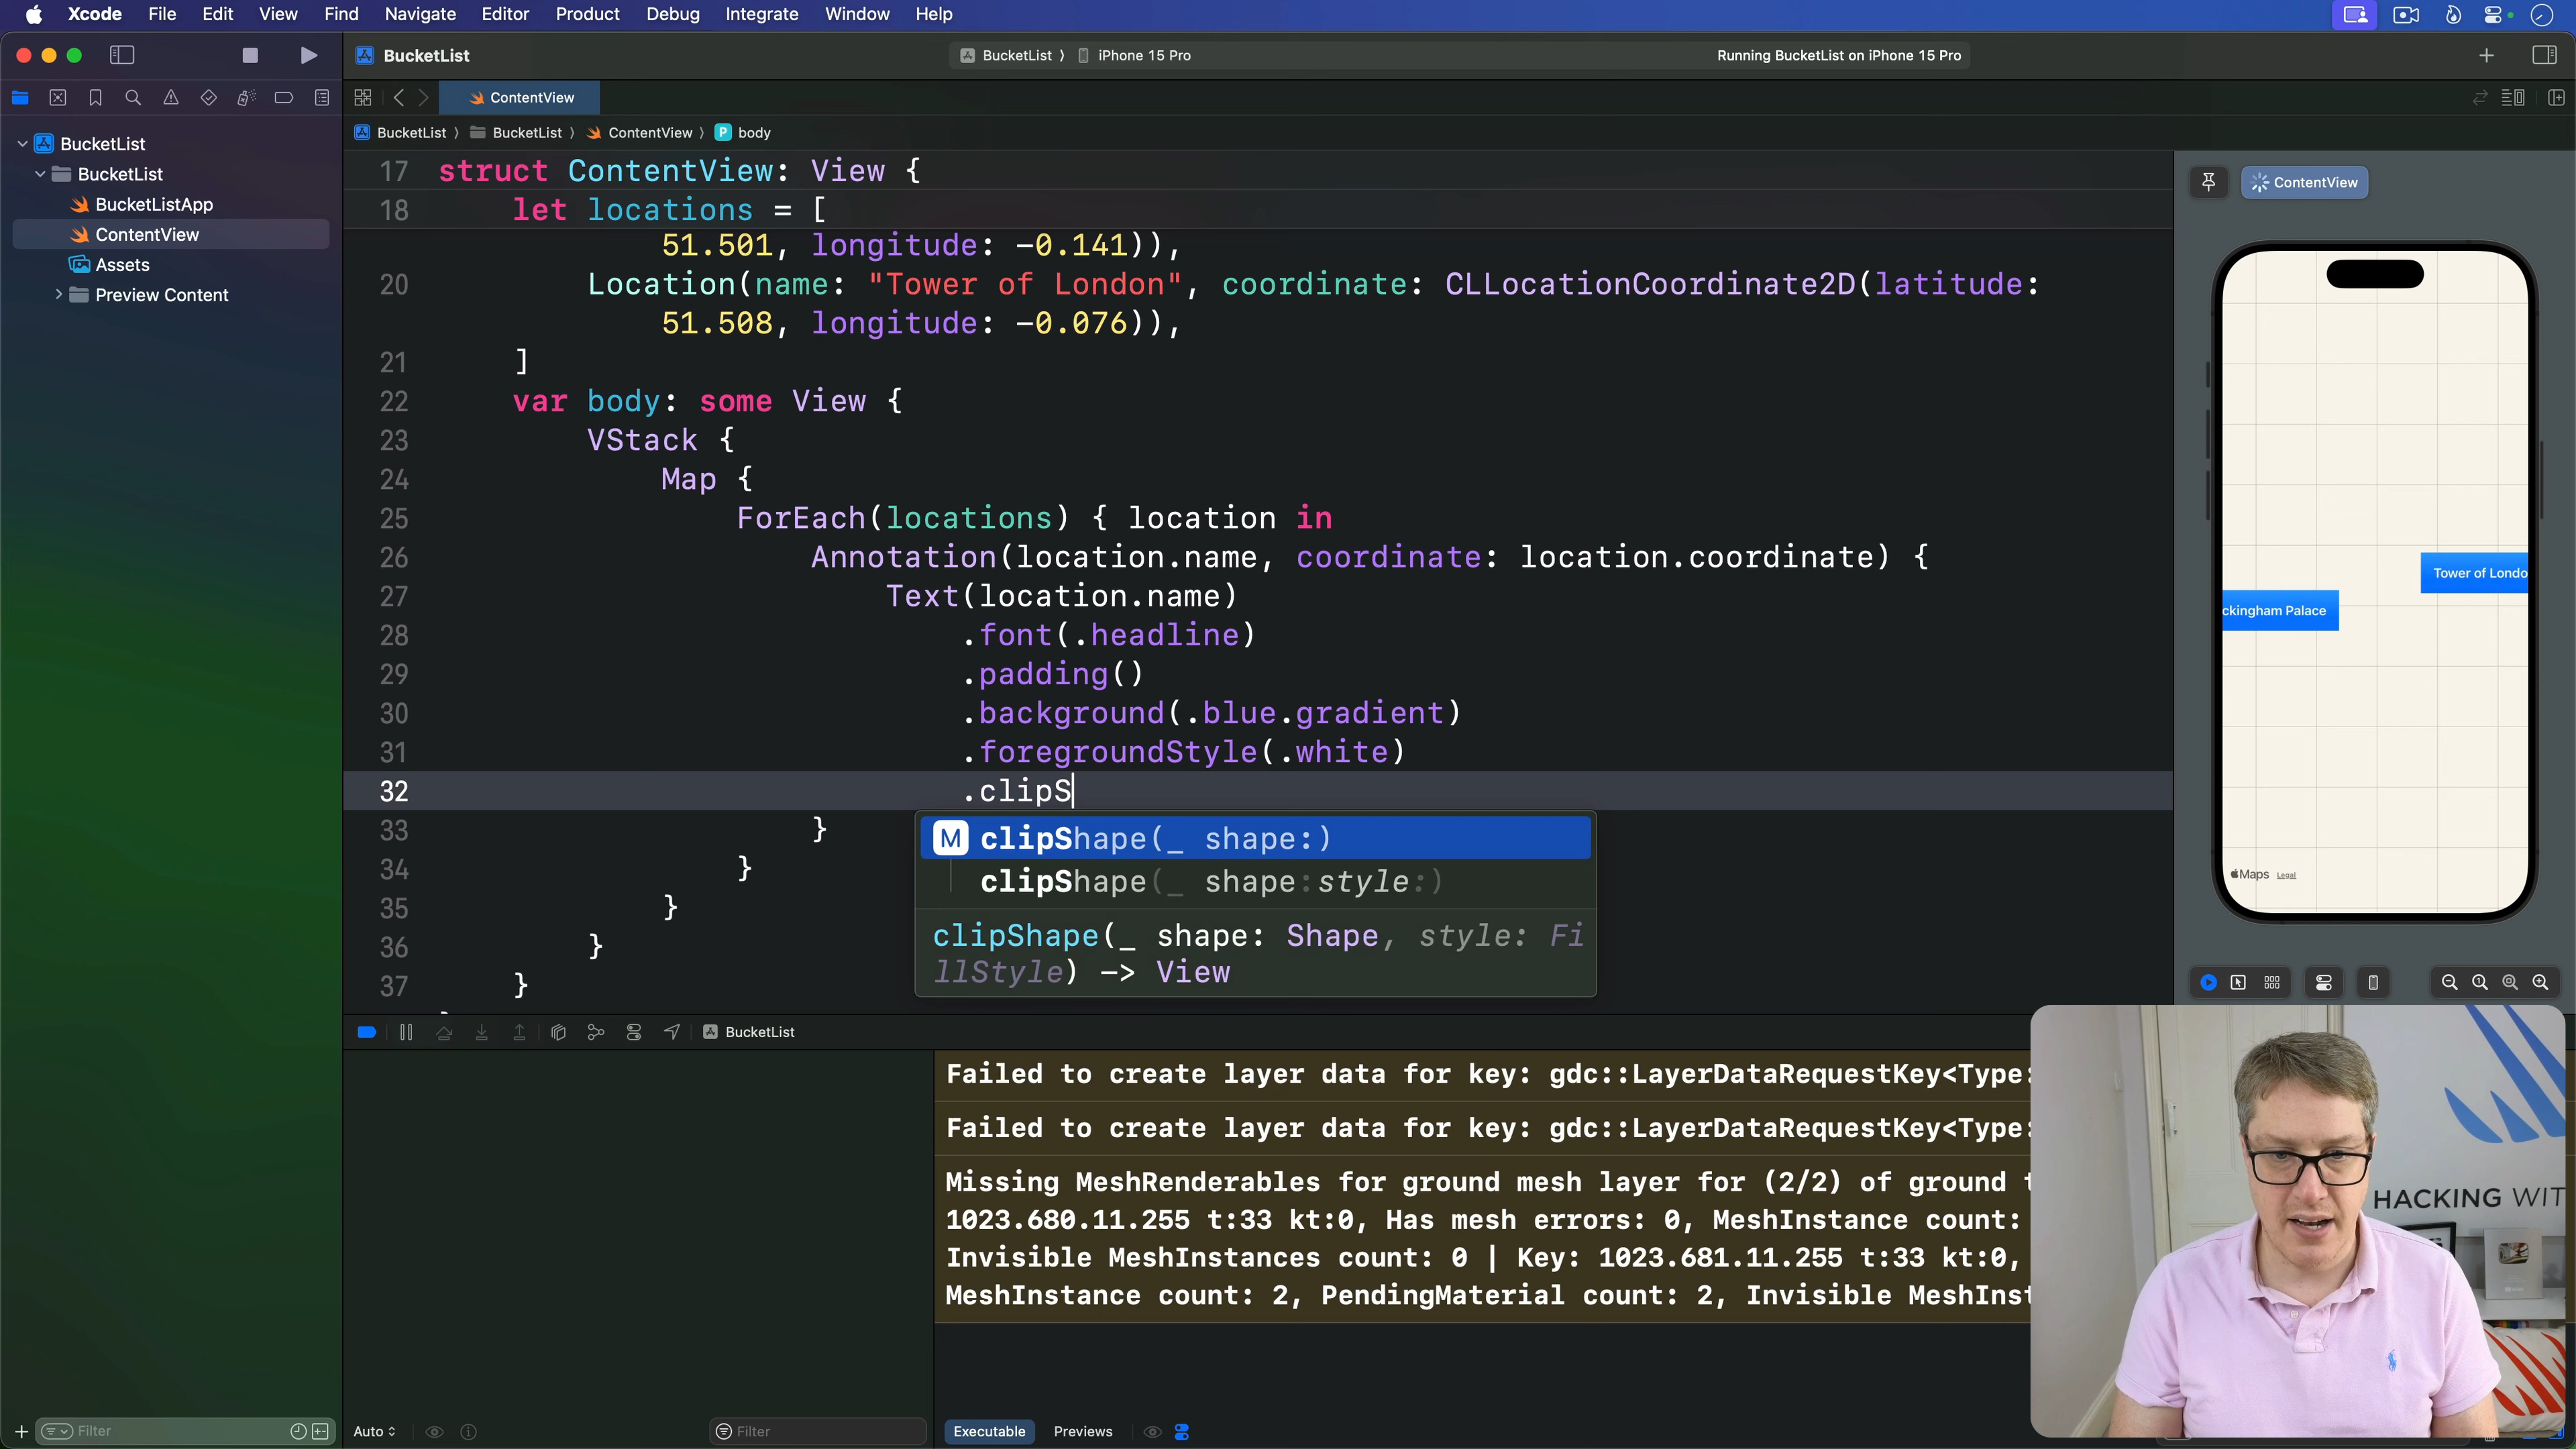 Xcode File Edit View Find Navigate Editor Product Debug Integrate Window Help
BucketList
BucketList 〉 iPhone 15 Pro
Running BucketList on iPhone 15 Pro
ContentView
BucketList 〉 BucketList 〉 ContentView 〉 P body
BucketList
BucketList
BucketListApp
ContentView
Assets
Preview Content
17 struct ContentView: View {
18 let locations = [
51.501, longitude: -0.141)),
20 Location(name: "Tower of London", coordinate: CLLocationCoordinate2D(latitude:
51.508, longitude: -0.076)),
21 ]
22 var body: some View {
23 VStack {
24 Map {
25 ForEach(locations) { location in
26 Annotation(location.name, coordinate: location.coordinate) {
27 Text(location.name)
28 .font(.headline)
29 .padding()
30 .background(.blue.gradient)
31 .foregroundStyle(.white)
32 .clipS
33 }
34 }
35 }
36 }
37 }
M clipShape(_ shape:)
clipShape(_ shape:style:)
clipShape(_ shape: Shape, style: Fi
llStyle) -> View
ContentView
Tower of Londo
ckingham Palace
Maps Legal
BucketList
Failed to create layer data for key: gdc::LayerDataRequestKey<Type:
Failed to create layer data for key: gdc::LayerDataRequestKey<Type:
Missing MeshRenderables for ground mesh layer for (2/2) of ground t
1023.680.11.255 t:33 kt:0, Has mesh errors: 0, MeshInstance count:
Invisible MeshInstances count: 0 | Key: 1023.681.11.255 t:33 kt:0,
MeshInstance count: 2, PendingMaterial count: 2, Invisible MeshInst
HACKING WIT
Filter
Auto
Filter
Executable Previews